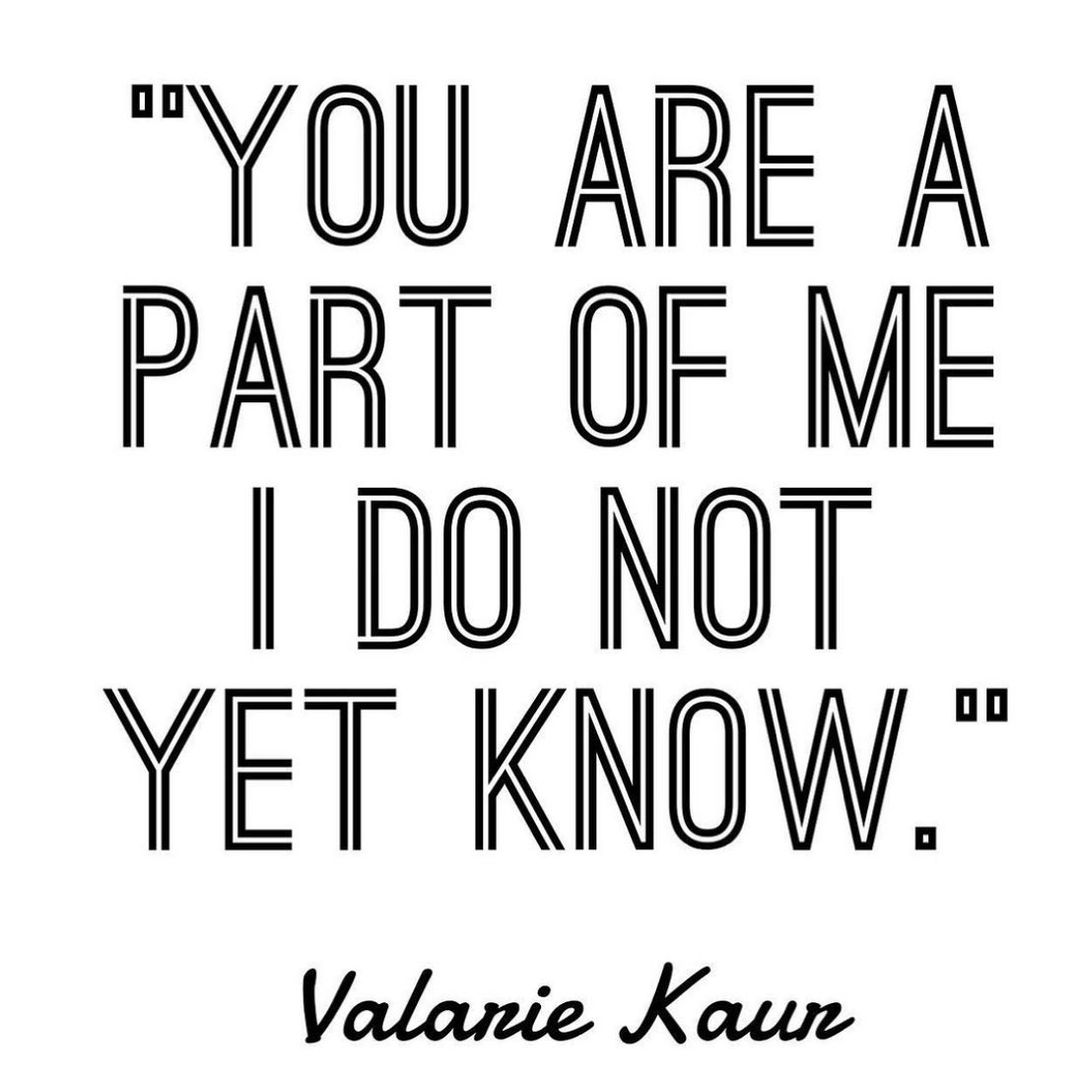 "YOU ARE A
PART OF ME
I DO NOT
YET KNOW."
Valarie Kaur